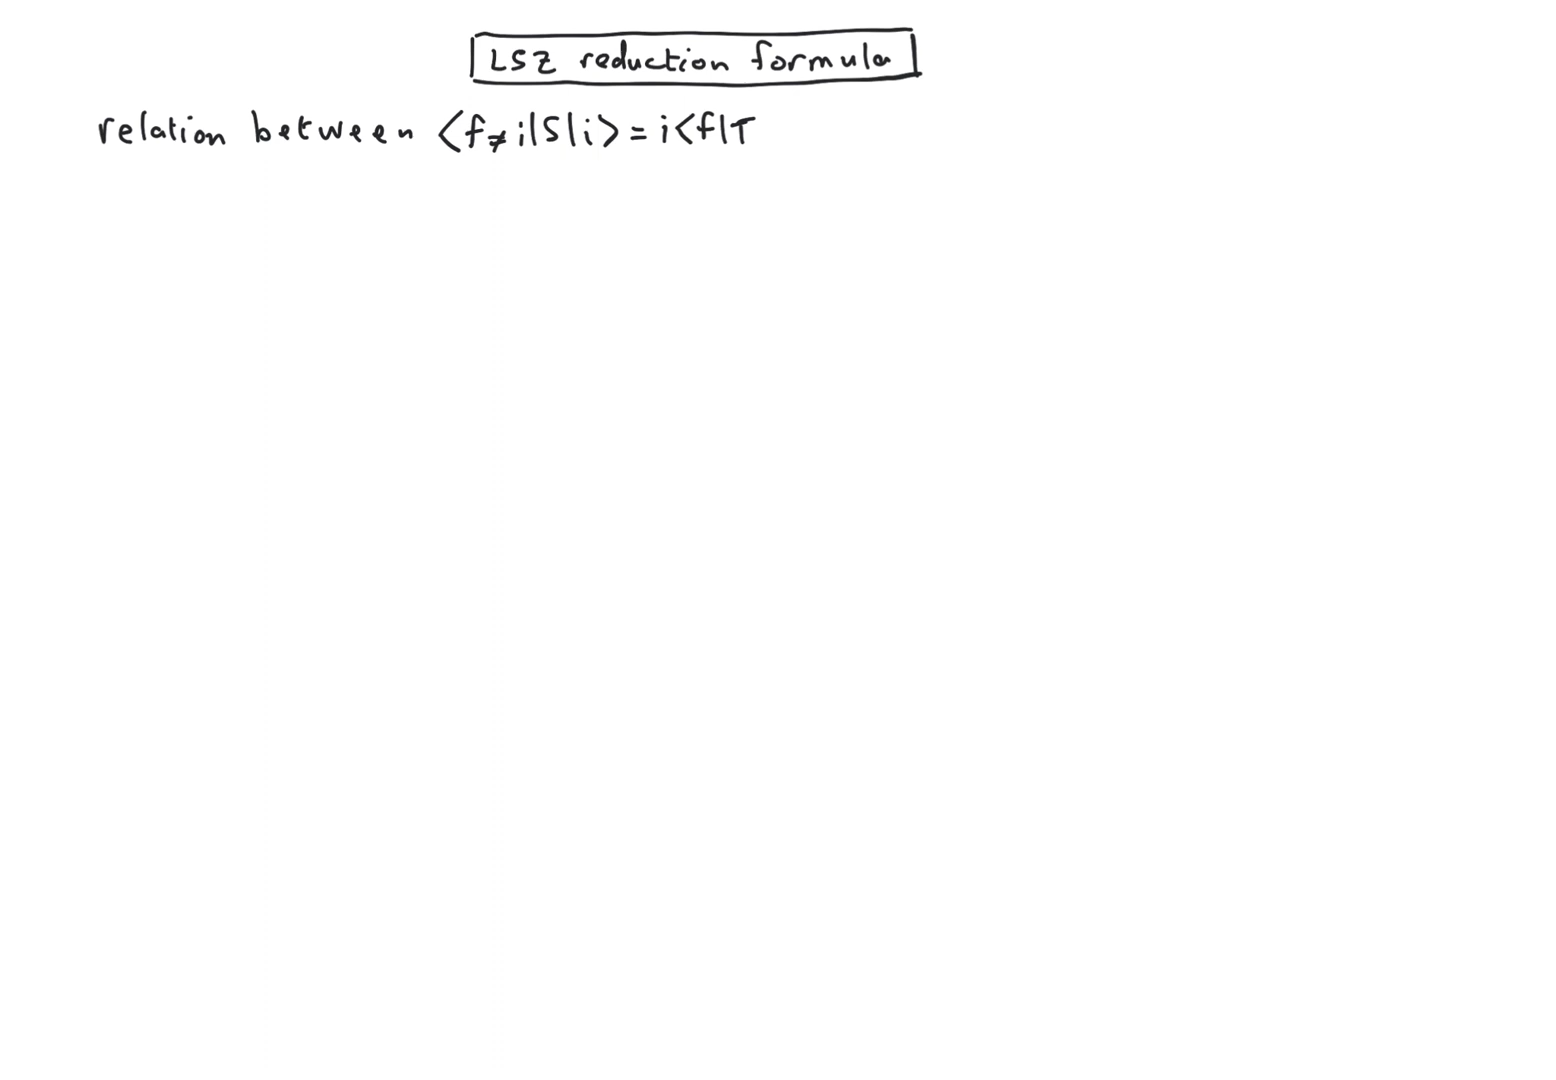 LSZ reduction formula
relation between <f≠i|S|i> = i<f|T